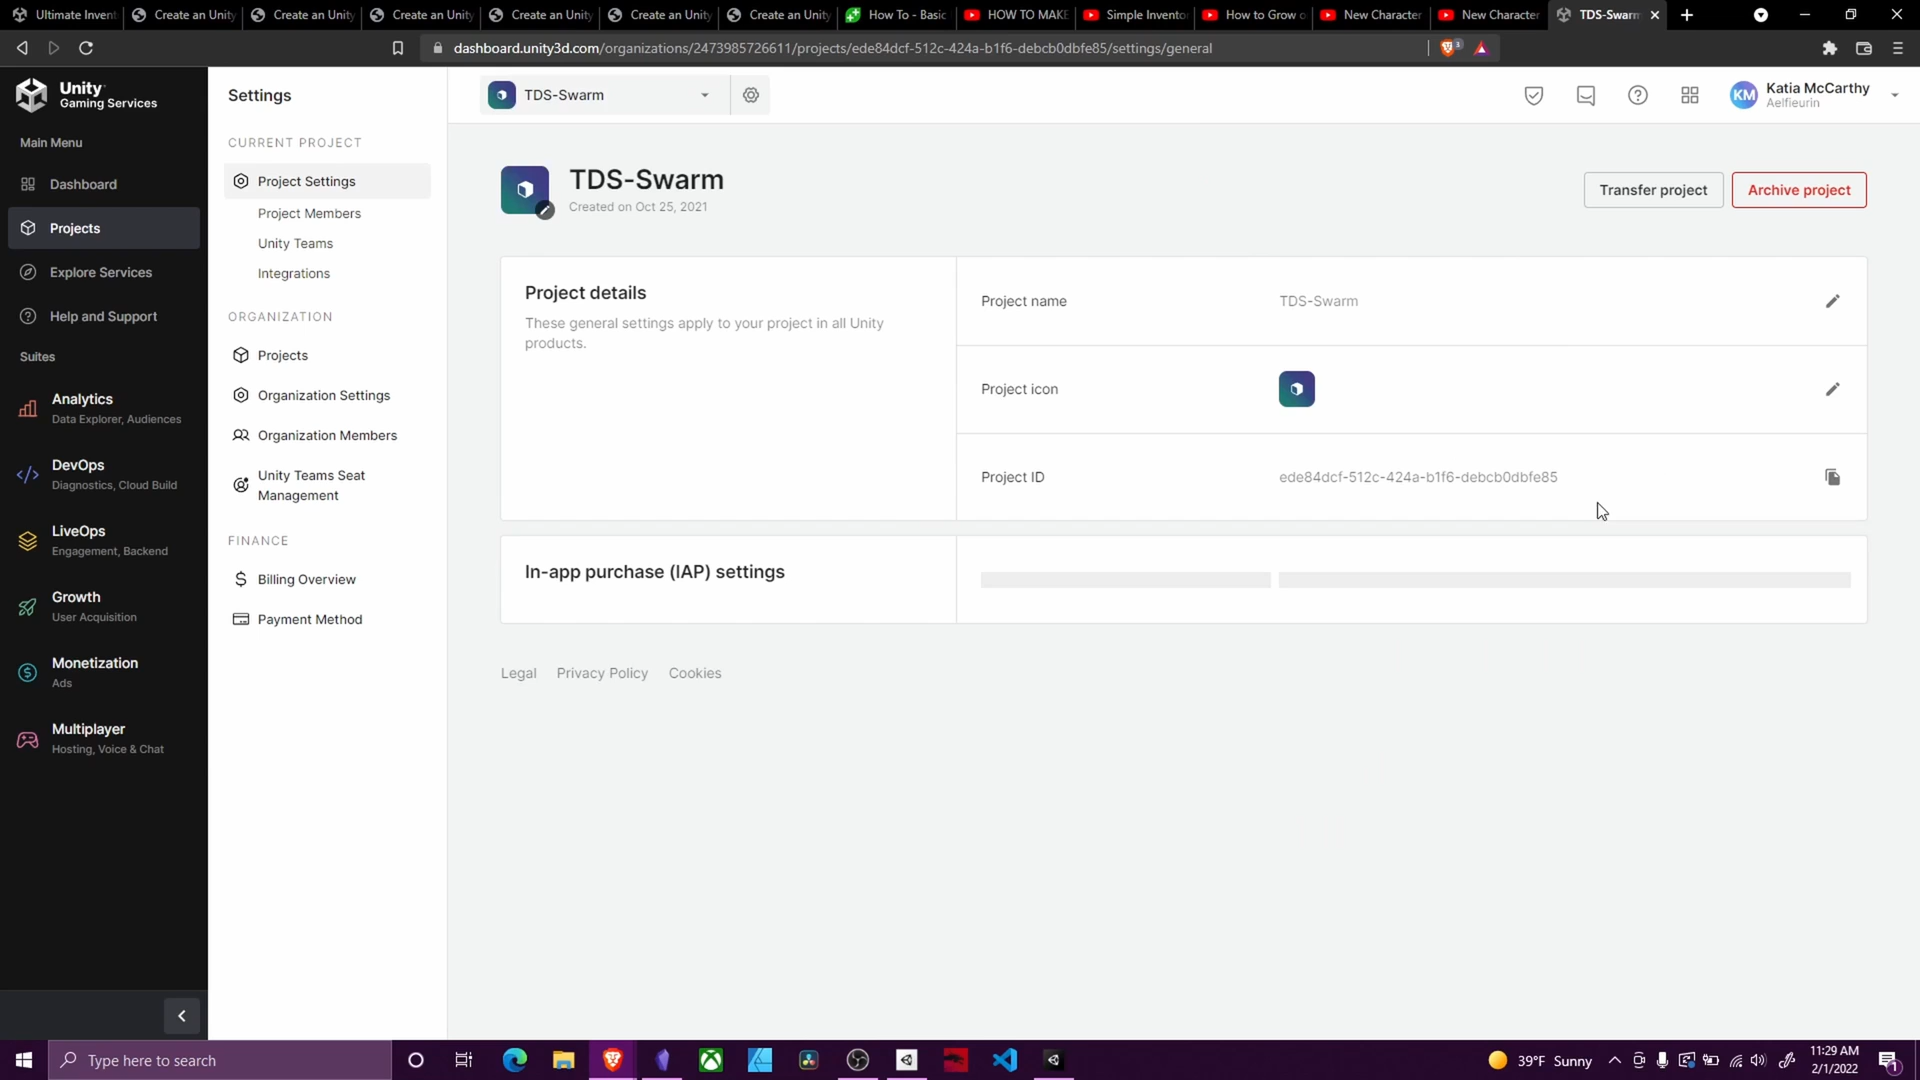 Ultimate Inven
Create an Unity
Create an Unity
Create an Unity
Create an Unity
Create an Unity
Create an Unity
How To - Basic
HOW TO MAKE
Simple Invento
How to Grow o
New Character
New Character
TDS-Swarm
dashboard.unity3d.com/organizations/2473985726611/projects/ede84dcf-512c-424a-b1f6-debcb0dbfe85/settings/general
Unity
Gaming Services
Main Menu
Dashboard
Projects
Explore Services
Help and Support
Suites
Analytics
Data Explorer, Audiences
DevOps
Diagnostics, Cloud Build
LiveOps
Engagement, Backend
Growth
User Acquisition
Monetization
Ads
Multiplayer
Hosting, Voice & Chat
Settings
CURRENT PROJECT
Project Settings
Project Members
Unity Teams
Integrations
ORGANIZATION
Projects
Organization Settings
Organization Members
Unity Teams Seat
Management
FINANCE
Billing Overview
Payment Method
TDS-Swarm
KM
Katia McCarthy
Aelfieurin
TDS-Swarm
Created on Oct 25, 2021
Transfer project
Archive project
Project details
These general settings apply to your project in all Unity
products.
Project name
TDS-Swarm
Project icon
Project ID
ede84dcf-512c-424a-b1f6-debcb0dbfe85
In-app purchase (IAP) settings
Legal
Privacy Policy
Cookies
Type here to search
39°F Sunny
11:29 AM
2/1/2022
1